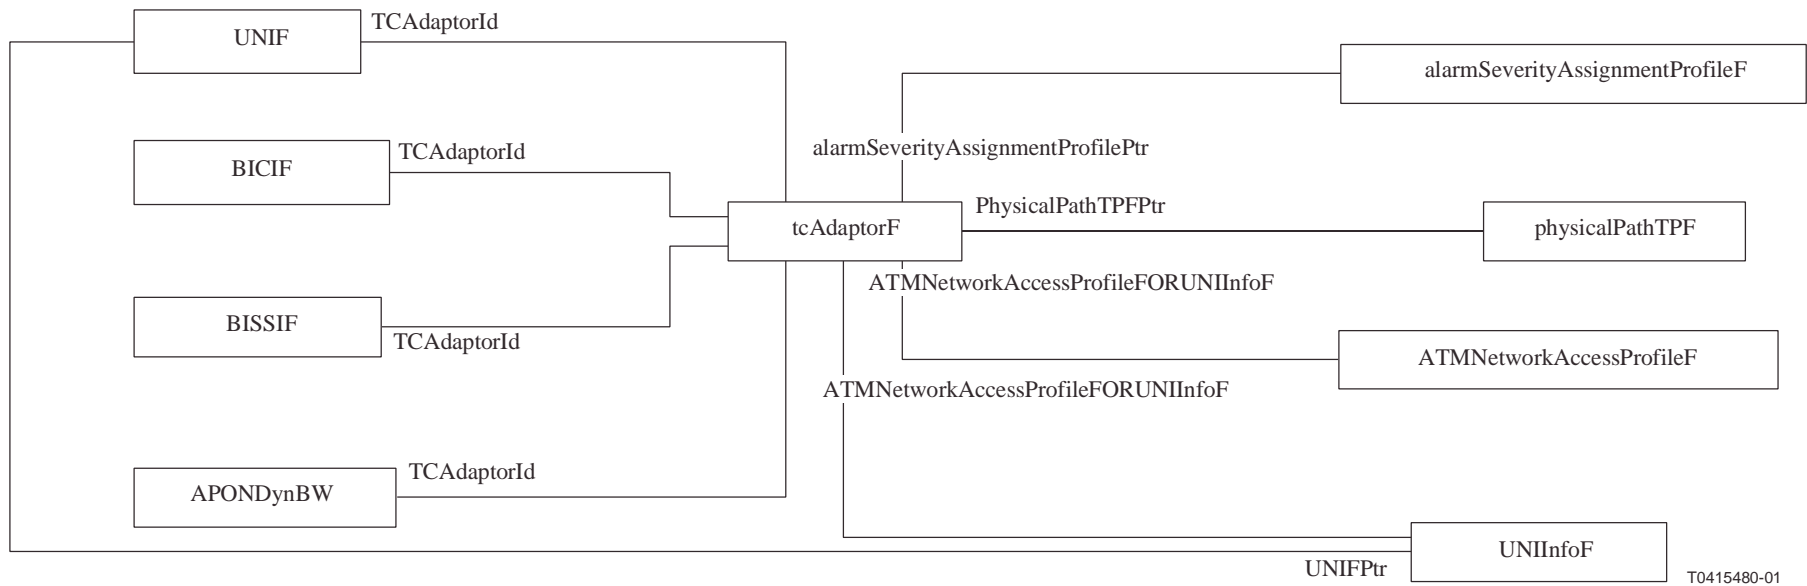 TCAdaptorId
UNIF
alarmSeverityAssignmentProfileF
alarmSeverityAssignmentProfilePtr
TCAdaptorId
BICIF
PhysicalPathTPFPtr
tcAdaptorF
physicalPathTPF
ATMNetworkAccessProfileFORUNIInfoF
BISSIF
TCAdaptorId
ATMNetworkAccessProfileF
ATMNetworkAccessProfileFORUNIInfoF
TCAdaptorId
APONDynBW
UNIInfoF
UNIFPtr
T0415480-01